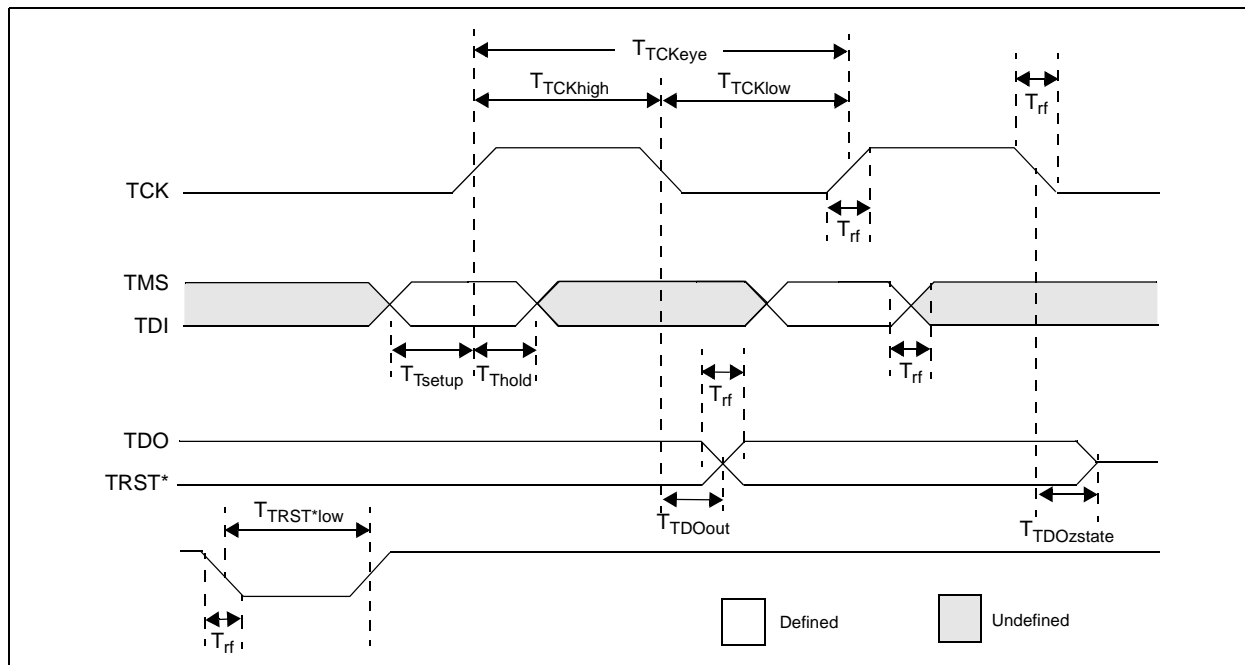 TTCKeye
TTCKhigh
TTCKlow
Trf
TCK
Trf
TMS
TDI
TTsetup
TThold
Trf
Trf
TDO
TRST*
TTRST*low
TTDOout
TTDOzstate
Trf
Defined
Undefined